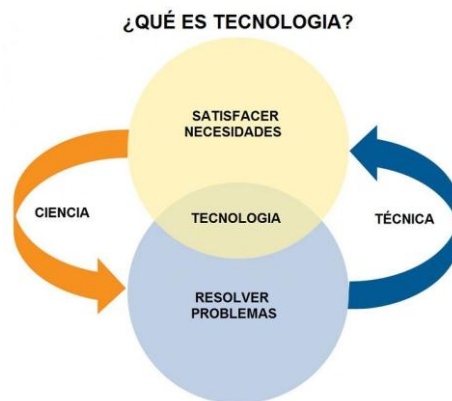 ¿QUÉ ES TECNOLOGIA?
SATISFACER
NECESIDADES
CIENCIA
TECNOLOGIA
TÉCNICA
RESOLVER
PROBLEMAS